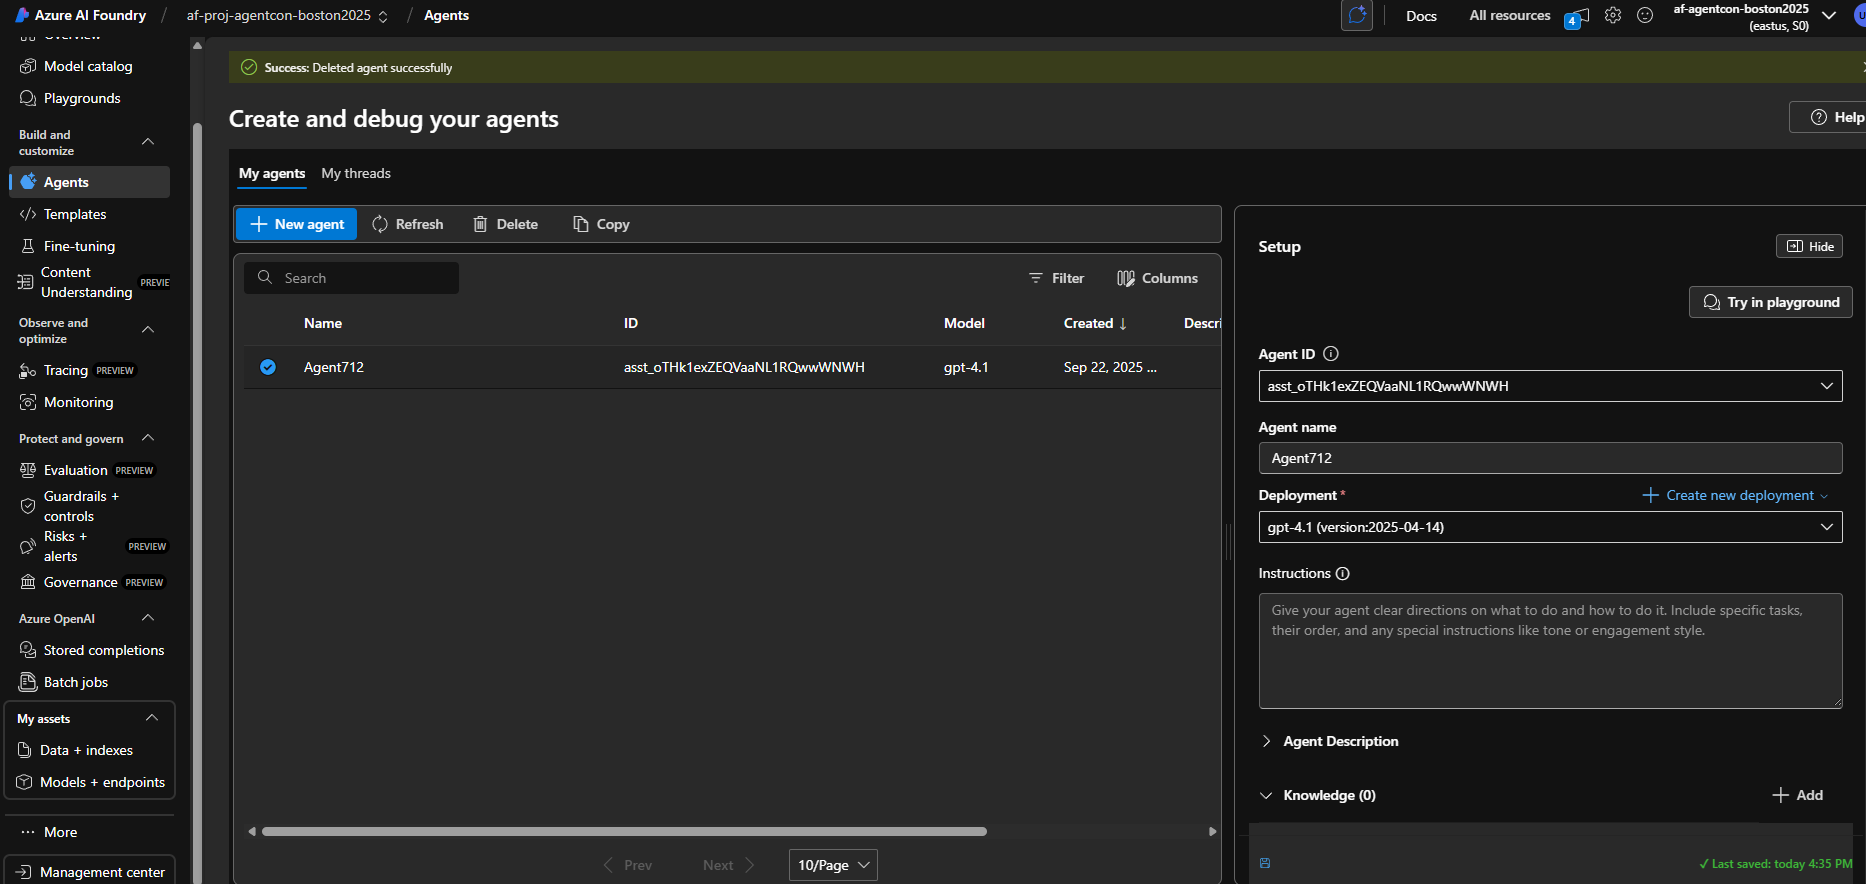 Azure AI Foundry / af-proj-agentcon-boston2025 / Agents
Docs
All resources
4
af-agentcon-boston2025
(eastus, S0)
Model catalog
Playgrounds
Build and
customize
Agents
Templates
Fine-tuning
Content
Understanding
PREVIE
Observe and
optimize
Tracing PREVIEW
Monitoring
Protect and govern
Evaluation PREVIEW
Guardrails +
controls
Risks +
alerts
PREVIEW
Governance PREVIEW
Azure OpenAI
Stored completions
Batch jobs
My assets
Data + indexes
Models + endpoints
More
Management center
Success: Deleted agent successfully
Create and debug your agents
Help
My agents My threads
New agent Refresh Delete Copy
Search Filter Columns
Name ID Model Created ↓ Descri
Agent712 asst_oTHk1exZEQVaaNL1RQwwWNWH gpt-4.1 Sep 22, 2025 ...
Prev Next 10/Page
Setup
Hide
Try in playground
Agent ID
asst_oTHk1exZEQVaaNL1RQwwWNWH
Agent name
Agent712
Deployment * + Create new deployment
gpt-4.1 (version:2025-04-14)
Instructions
Give your agent clear directions on what to do and how to do it. Include specific tasks,
their order, and any special instructions like tone or engagement style.
Agent Description
Knowledge (0) + Add
✓ Last saved: today 4:35 PM